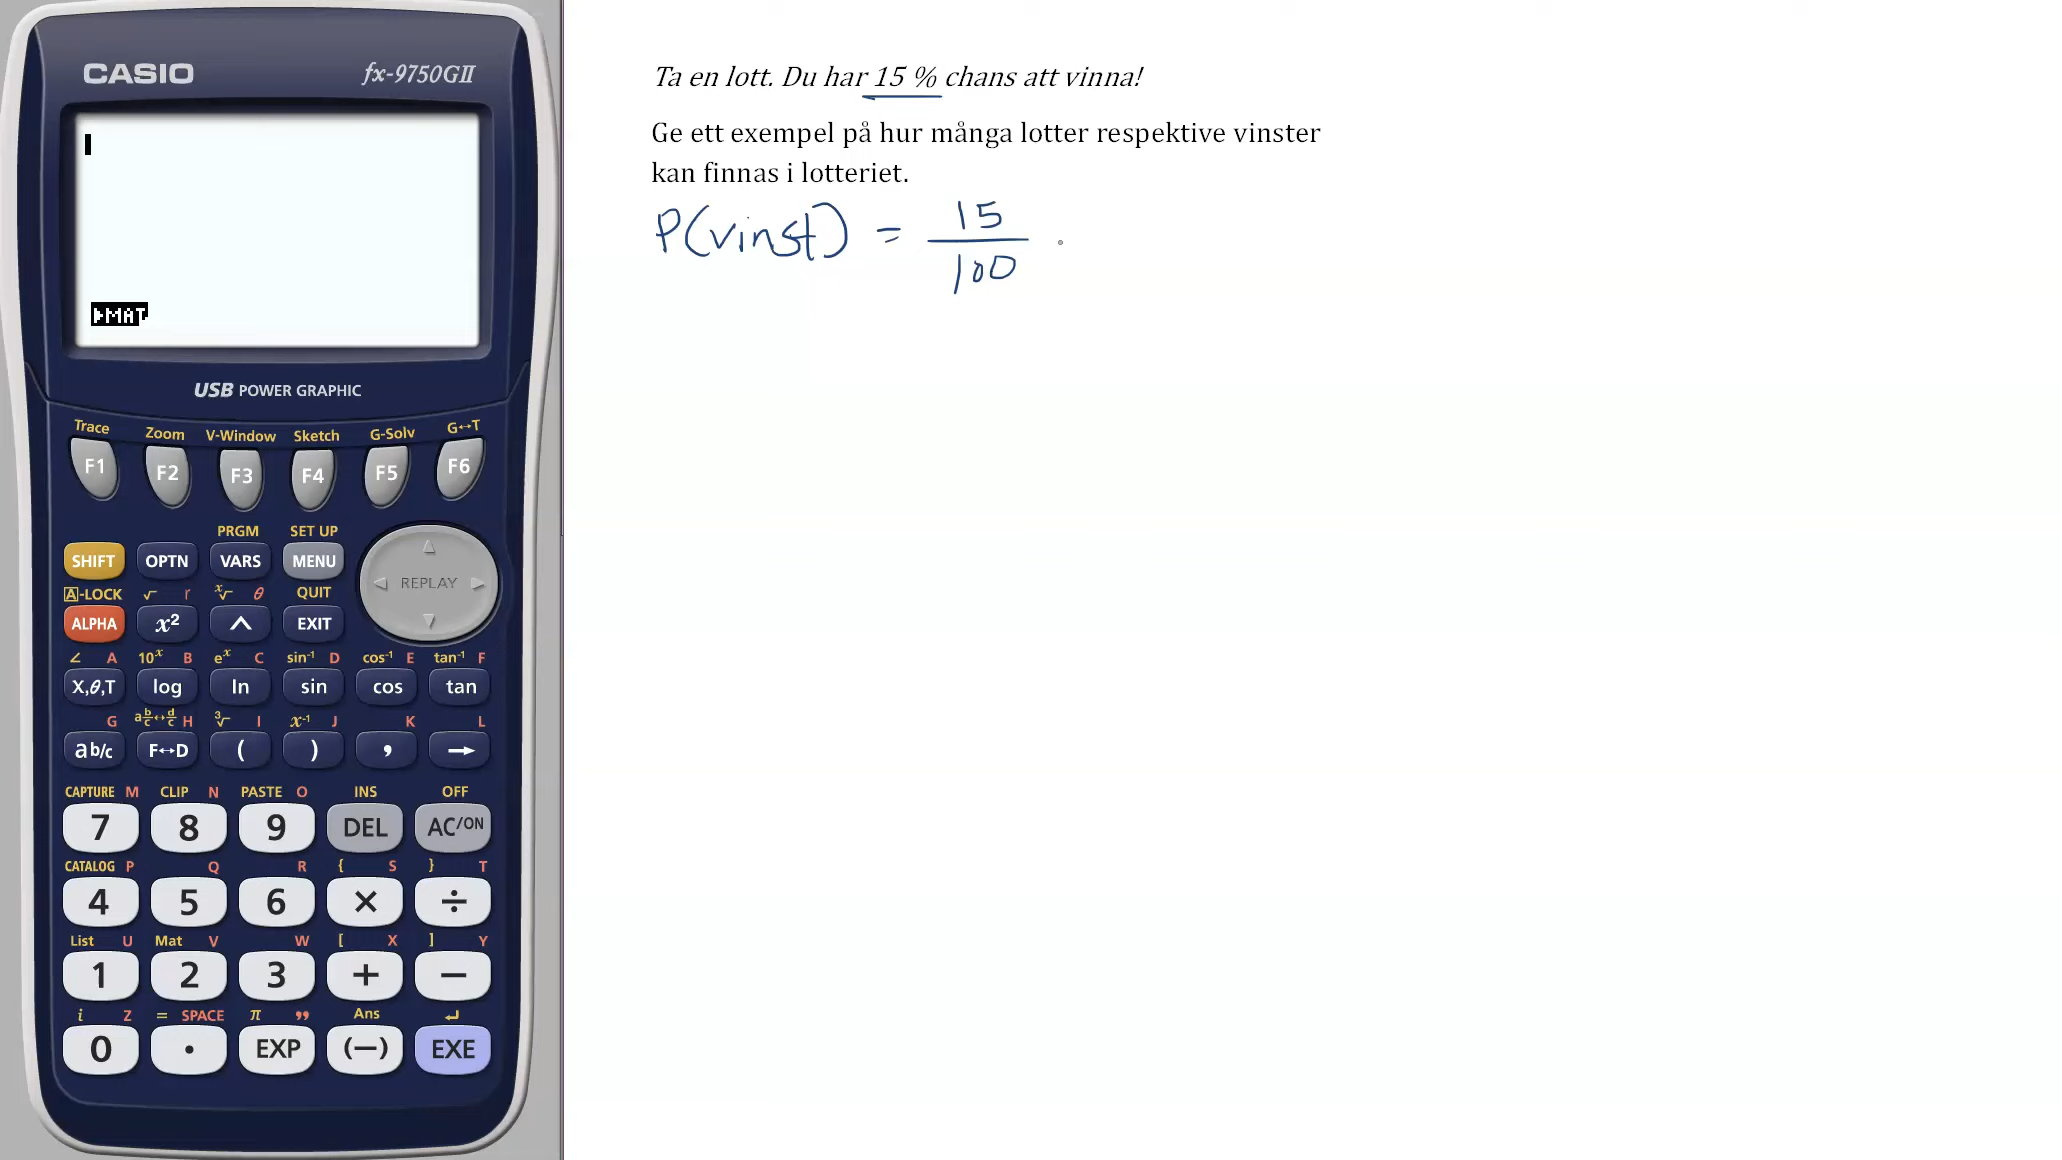 CASIO fx-9750GII
▶MAT
USB POWER GRAPHIC
Trace Zoom V-Window Sketch G-Solv G↔T
F1 F2 F3 F4 F5 F6
PRGM SET UP
SHIFT OPTN VARS MENU
REPLAY
A-LOCK √ r ˣ√ θ QUIT
ALPHA x² ^ EXIT
∠ A 10ˣ B eˣ C sin⁻¹ D cos⁻¹ E tan⁻¹ F
X,θ,T log ln sin cos tan
G a b/c↔d/c H ³√ I x⁻¹ J K L
a b/c F↔D ( ) , →
CAPTURE M CLIP N PASTE O INS OFF
7 8 9 DEL AC/ON
CATALOG P Q R { S } T
4 5 6 × ÷
List U Mat V W [ X ] Y
1 2 3 + −
i Z = SPACE π " Ans ↵
0 . EXP (−) EXE
Ta en lott. Du har 15 % chans att vinna!
Ge ett exempel på hur många lotter respektive vinster
kan finnas i lotteriet.
P(vinst) = 15/100